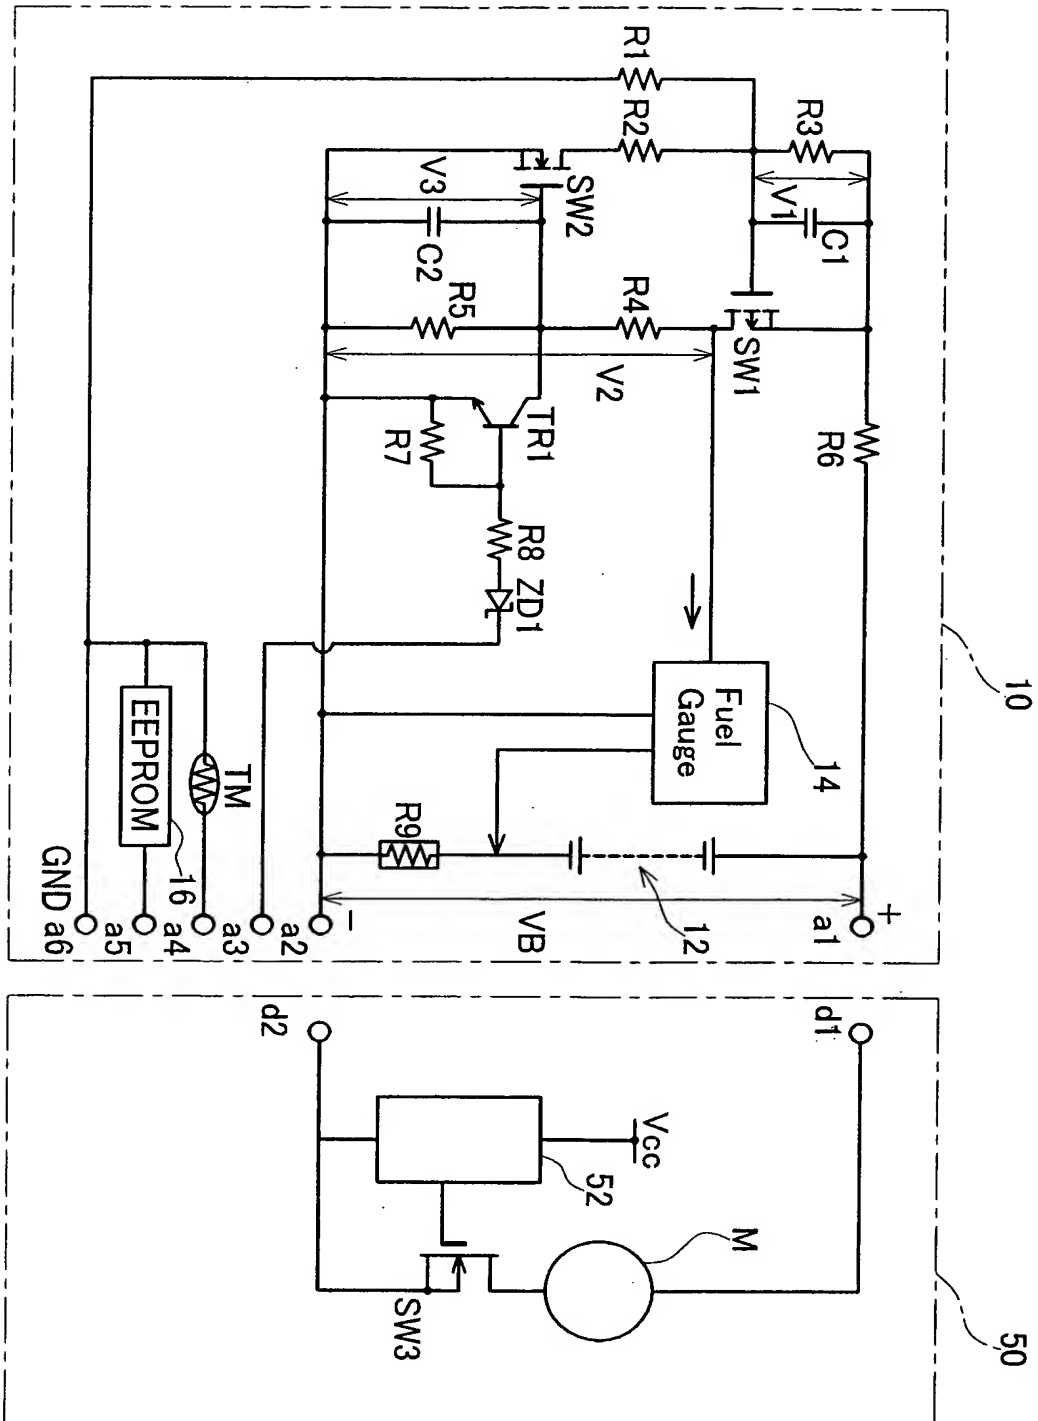 10
R1
R2
R3
V1
C1
SW2
V3
C2
R5
R4
SW1
V2
R6
TR1
R7
R8
ZD1
Fuel
Gauge
14
TM
EEPROM
16
R9
12
VB
+
a1
-
a2
a3
a4
a5
GND a6
50
d1
d2
Vcc
52
M
SW3